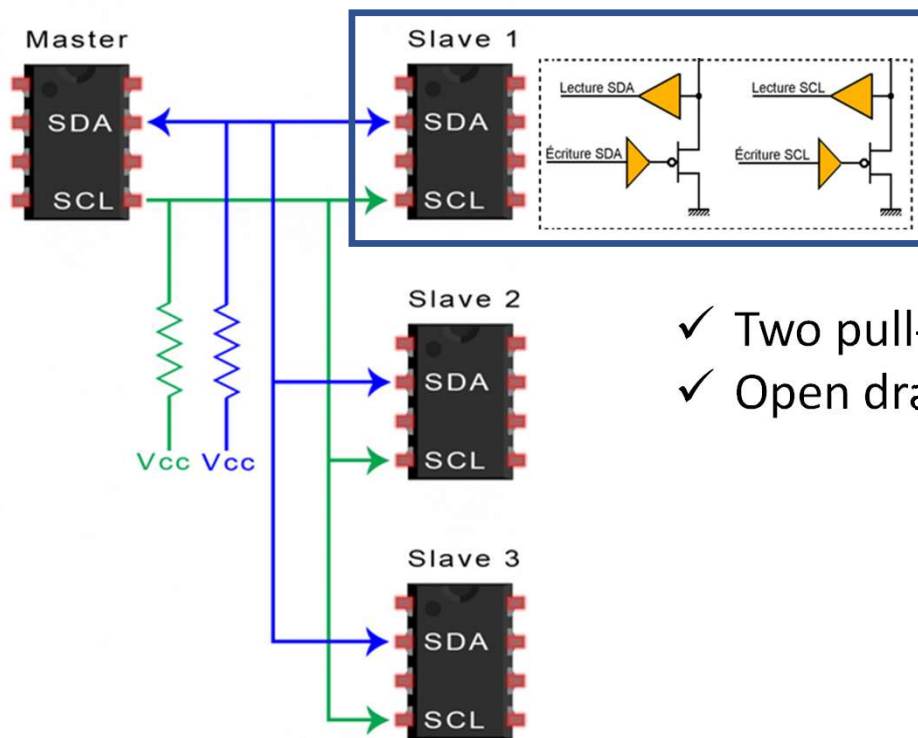 Master
SDA
SCL
Vcc Vcc
Slave 1
SDA
SCL
Lecture SDA
Écriture SDA
Lecture SCL
Écriture SCL
Slave 2
SDA
SCL
Slave 3
SDA
SCL
✓ Two pull-
✓ Open dra